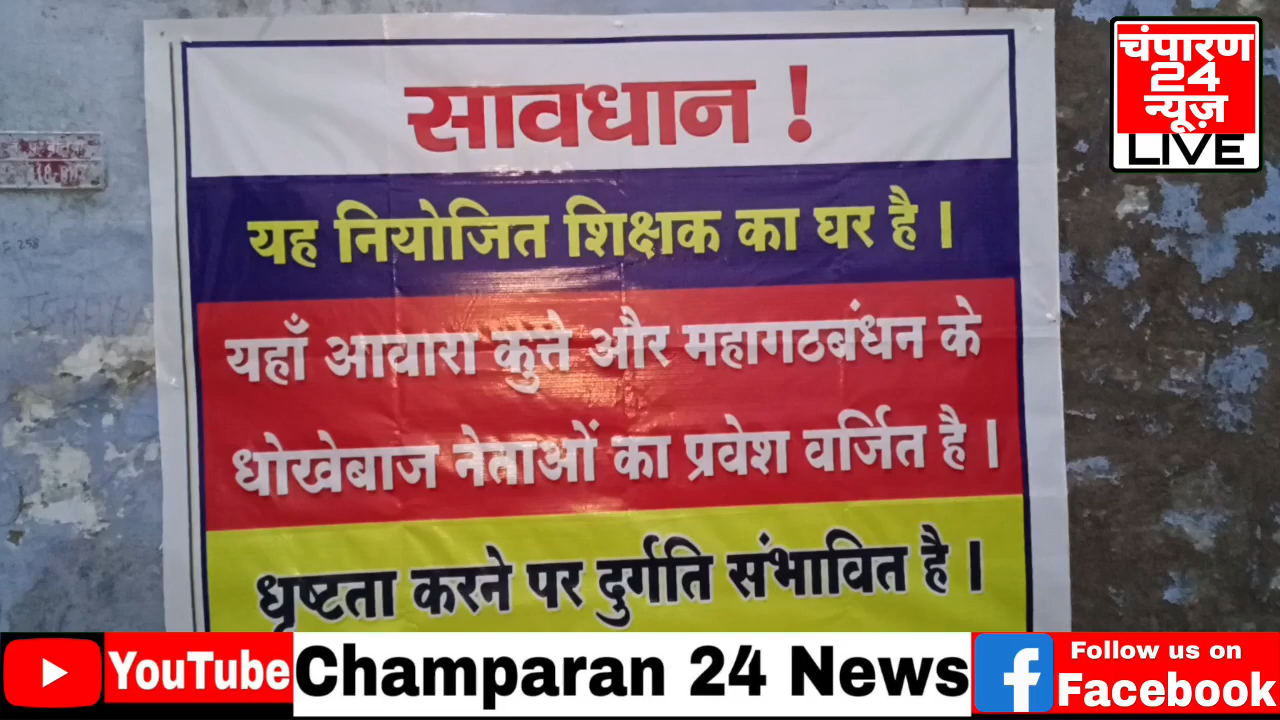 चंपारण
24
न्यूज़
LIVE
सावधान !
यह नियोजित शिक्षक का घर है ।
यहाँ आवारा कुत्ते और महागठबंधन के
धोखेबाज नेताओं का प्रवेश वर्जित है ।
धृष्टता करने पर दुर्गति संभावित है ।
YouTube
Champaran 24 News
Follow us on
Facebook